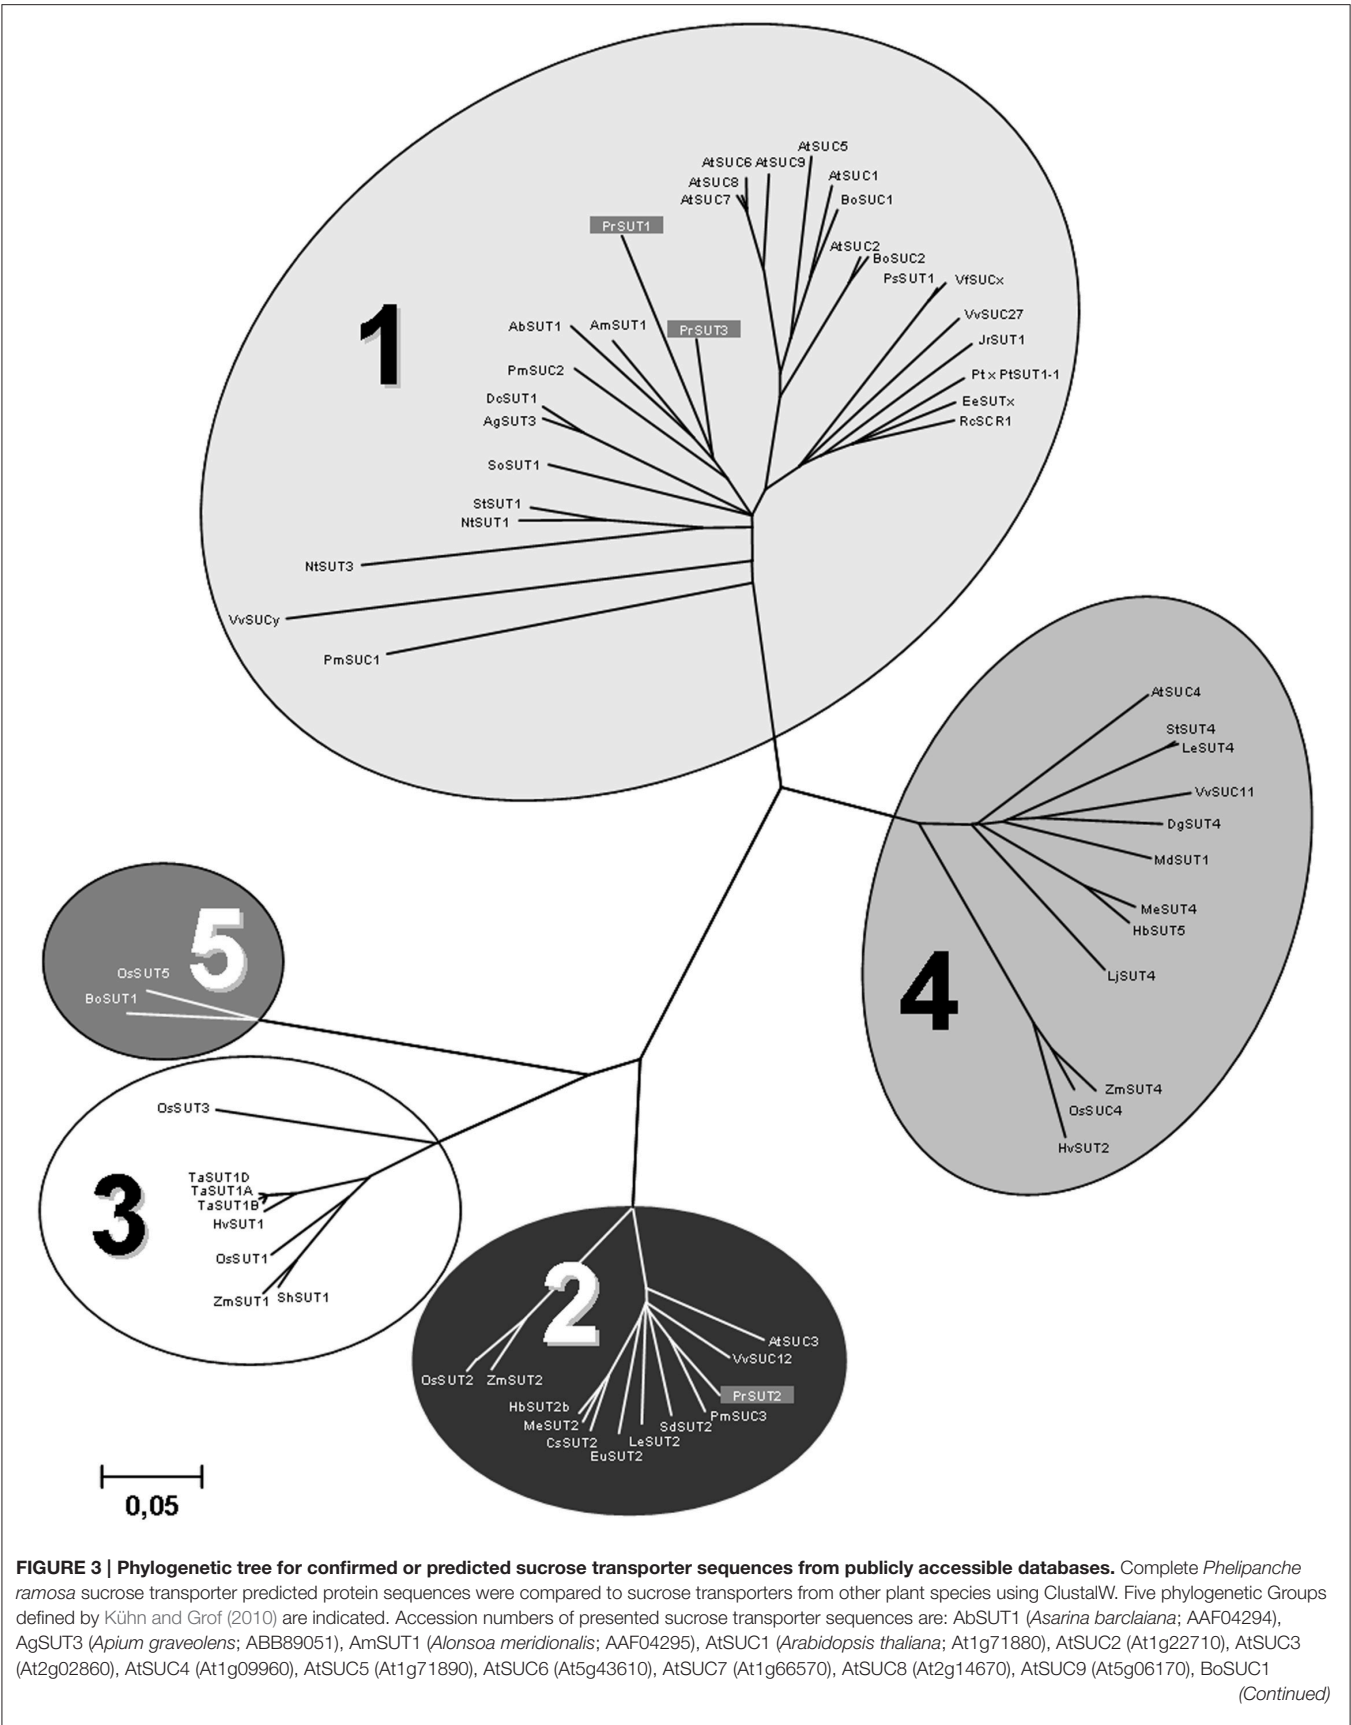 AtSUC5
AtSUC6 AtSUC9
AtSUC8
AtSUC1
AtSUC7
BoSUC1
PrSUT1
AtSUC2
BoSUC2
PsSUT1
VfSUCx
VvSUC27
AbSUT1
AmSUT1
PrSUT3
JrSUT1
1
PmSUC2
Pt x PtSUT1-1
DcSUT1
EeSUTx
AgSUT3
RcSCR1
SoSUT1
StSUT1
NtSUT1
NtSUT3
VvSUCy
PmSUC1
AtSUC4
StSUT4
LeSUT4
VvSUC11
DgSUT4
MdSUT1
MeSUT4
HbSUT5
LjSUT4
4
ZmSUT4
OsSUC4
HvSUT2
5
OsSUT5
BoSUT1
OsSUT3
3
TaSUT1D
TaSUT1A
TaSUT1B
HvSUT1
OsSUT1
ZmSUT1 ShSUT1
2
AtSUC3
VvSUC12
OsSUT2 ZmSUT2
PrSUT2
HbSUT2b
PmSUC3
MeSUT2
SdSUT2
CsSUT2
LeSUT2
EuSUT2
0,05
FIGURE 3 | Phylogenetic tree for confirmed or predicted sucrose transporter sequences from publicly accessible databases. Complete Phelipanche
ramosa sucrose transporter predicted protein sequences were compared to sucrose transporters from other plant species using ClustalW. Five phylogenetic Groups
defined by Kühn and Grof (2010) are indicated. Accession numbers of presented sucrose transporter sequences are: AbSUT1 (Asarina barclaiana; AAF04294),
AgSUT3 (Apium graveolens; ABB89051), AmSUT1 (Alonsoa meridionalis; AAF04295), AtSUC1 (Arabidopsis thaliana; At1g71880), AtSUC2 (At1g22710), AtSUC3
(At2g02860), AtSUC4 (At1g09960), AtSUC5 (At1g71890), AtSUC6 (At5g43610), AtSUC7 (At1g66570), AtSUC8 (At2g14670), AtSUC9 (At5g06170), BoSUC1
(Continued)